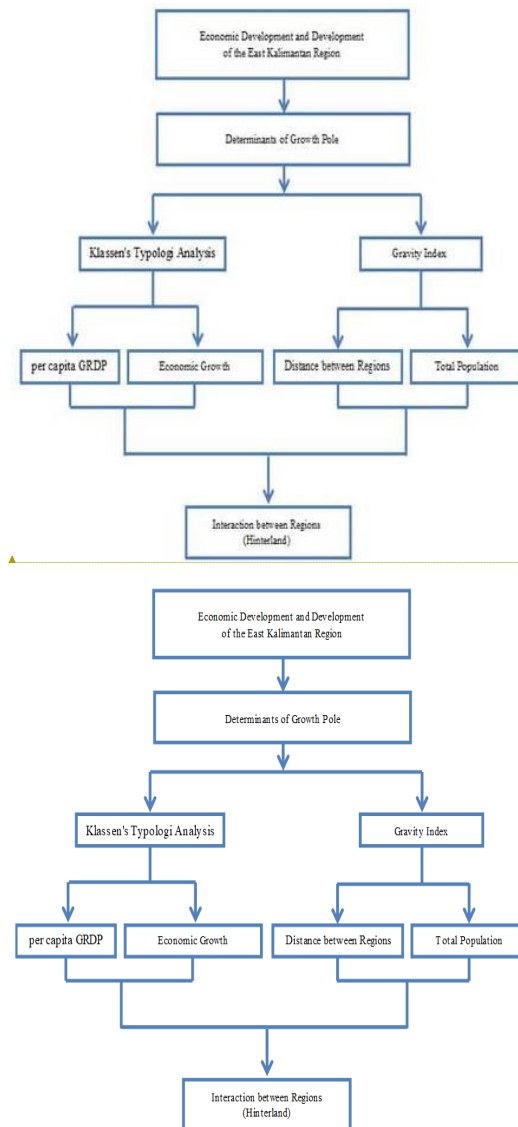 Economic Development and Development
of the East Kalimantan Region
Determinants of Growth Pole
Klassen's Typologi Analysis
Gravity Index
per capita GRDP
Economic Growth
Distance between Regions
Total Population
Interaction between Regions
(Hinterland)
Economic Development and Development
of the East Kalimantan Region
Determinants of Growth Pole
Klassen's Typologi Analysis
Gravity Index
per capita GRDP
Economic Growth
Distance between Regions
Total Population
Interaction between Regions
(Hinterland)